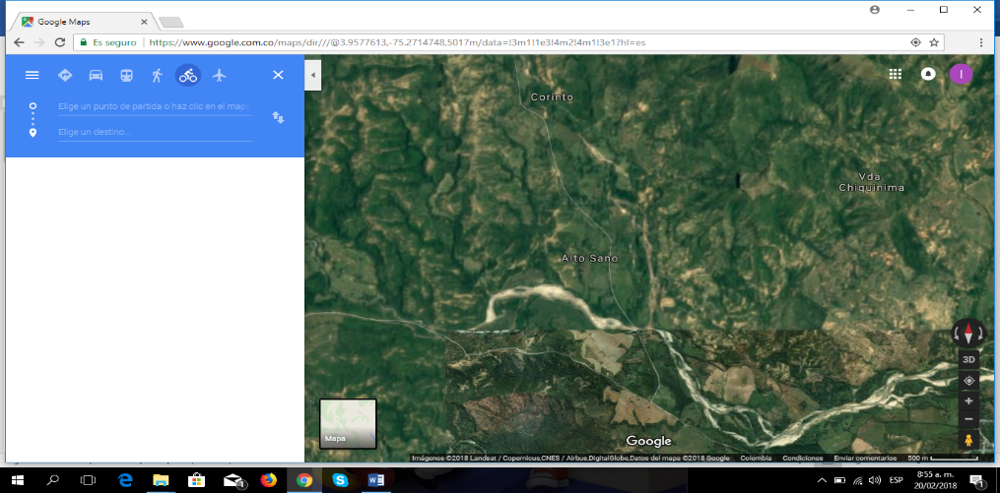 Google Maps
Es seguro | https://www.google.com.co/maps/dir///@3.9577613,-75.2714748,5017m/data=!3m1!1e3!4m2!4m1!3e1?hl=es
Elige un punto de partida o haz clic en el mapa
Elige un destino...
I
Corinto
Vda.
Chiquinima
Alto Sano
3D
Mapa
Google
Imágenes ©2018 Landsat / Copernicus,CNES / Airbus,DigitalGlobe,Datos del mapa ©2018 Google Colombia Condiciones Enviar comentarios 500 m
ESP
8:55 a. m.
20/02/2018